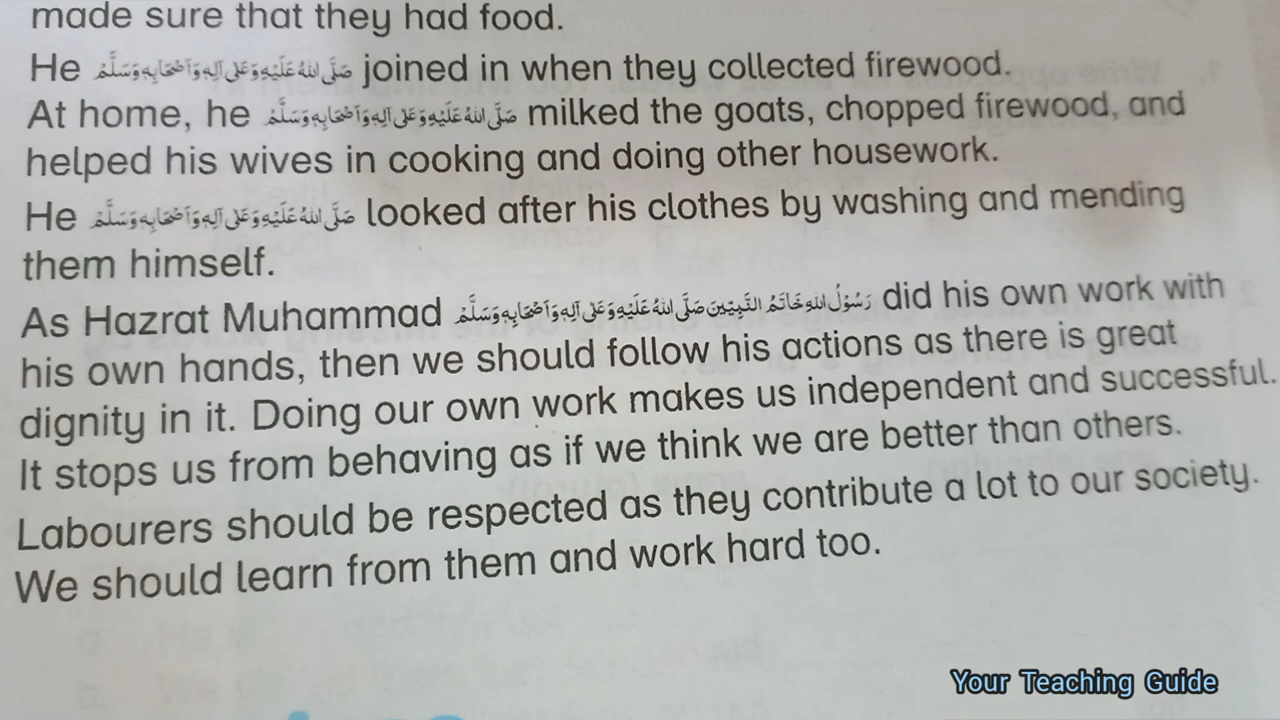 made sure that they had food.
He صَلَّى اللهُ عَلَيْهِ وَعَلٰى آلِهٖ وَاَصْحَابِهٖ وَسَلَّمَ joined in when they collected firewood.
At home, he صَلَّى اللهُ عَلَيْهِ وَعَلٰى آلِهٖ وَاَصْحَابِهٖ وَسَلَّمَ milked the goats, chopped firewood, and
helped his wives in cooking and doing other housework.
He صَلَّى اللهُ عَلَيْهِ وَعَلٰى آلِهٖ وَاَصْحَابِهٖ وَسَلَّمَ looked after his clothes by washing and mending
them himself.
As Hazrat Muhammad رَسُوْلُ اللهِ خَاتَمُ النَّبِيّٖنَ صَلَّى اللهُ عَلَيْهِ وَعَلٰى آلِهٖ وَاَصْحَابِهٖ وَسَلَّمَ did his own work with
his own hands, then we should follow his actions as there is great
dignity in it. Doing our own work makes us independent and successful.
It stops us from behaving as if we think we are better than others.
Labourers should be respected as they contribute a lot to our society.
We should learn from them and work hard too.
Your Teaching Guide